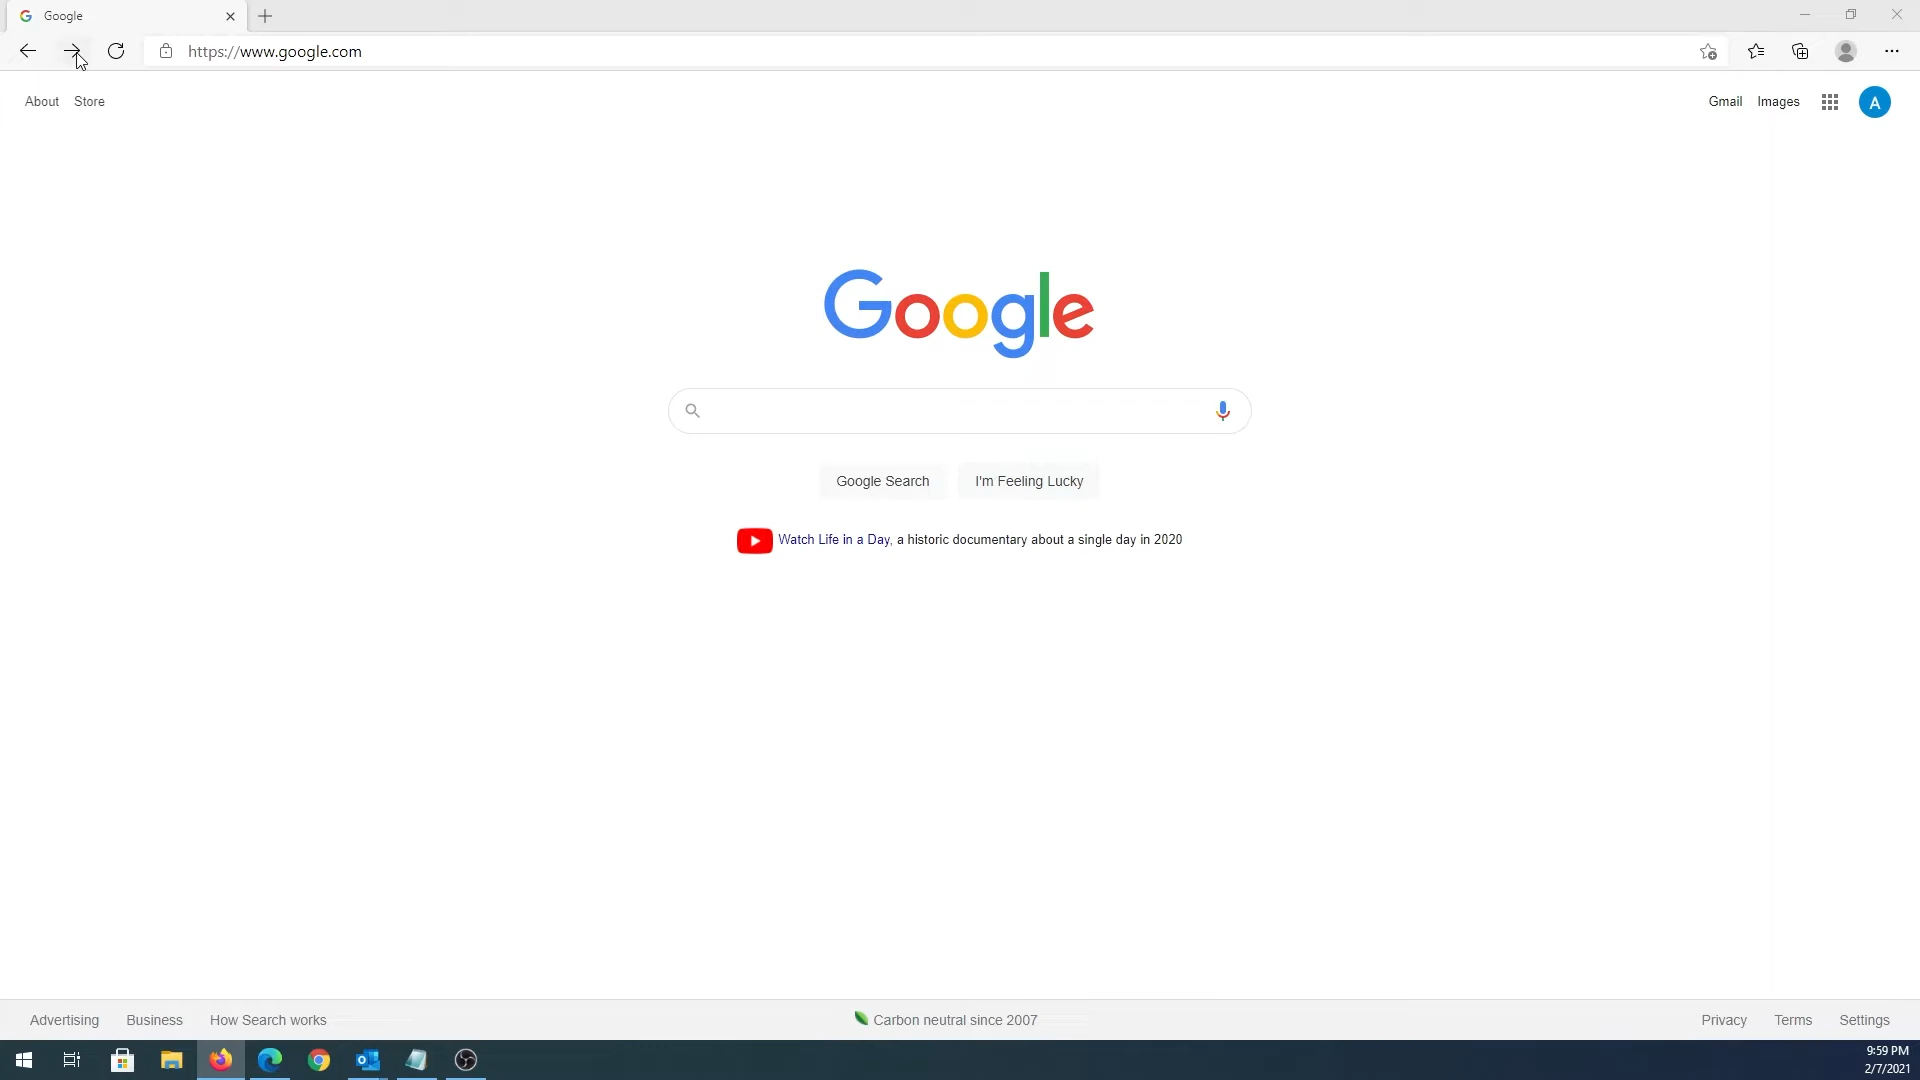 Google
https://www.google.com
About Store
Gmail Images
A
Google
Google Search
I'm Feeling Lucky
Watch Life in a Day, a historic documentary about a single day in 2020
Advertising Business How Search works
Carbon neutral since 2007
Privacy Terms Settings
9:59 PM
2/7/2021